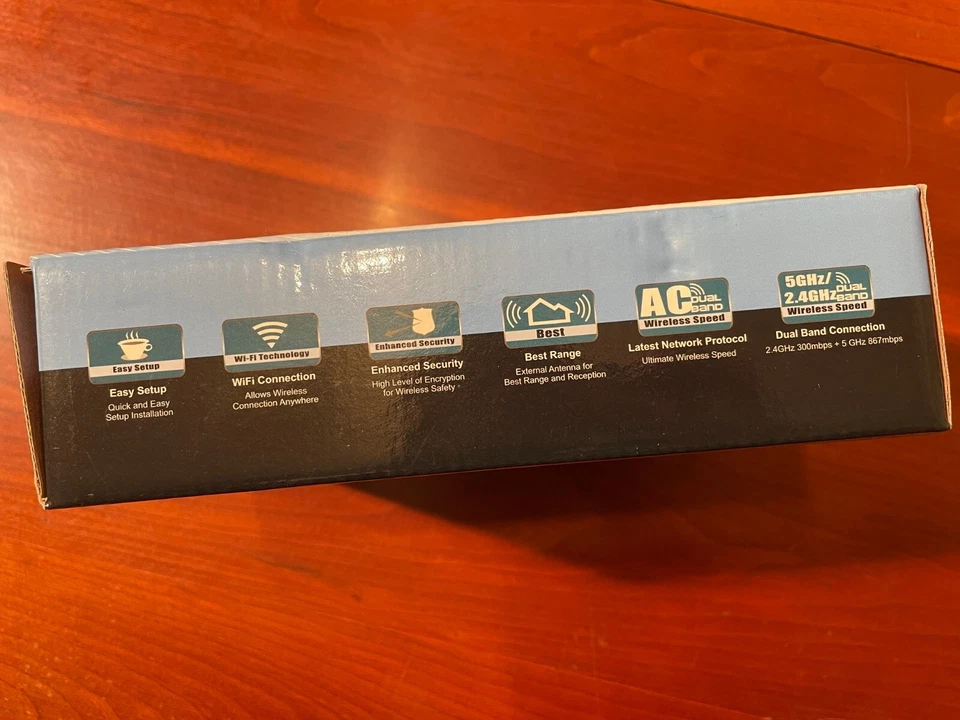 Easy Setup
Easy Setup
Quick and Easy
Setup Installation
Wi-Fi Technology
WiFi Connection
Allows Wireless
Connection Anywhere
Enhanced Security
Enhanced Security
High Level of Encryption
for Wireless Safety
Best
Best Range
External Antenna for
Best Range and Reception
AC DUAL
BAND
Wireless Speed
Latest Network Protocol
Ultimate Wireless Speed
5GHz/
2.4GHz DUAL
BAND
Wireless Speed
Dual Band Connection
2.4GHz 300mbps + 5 GHz 867mbps